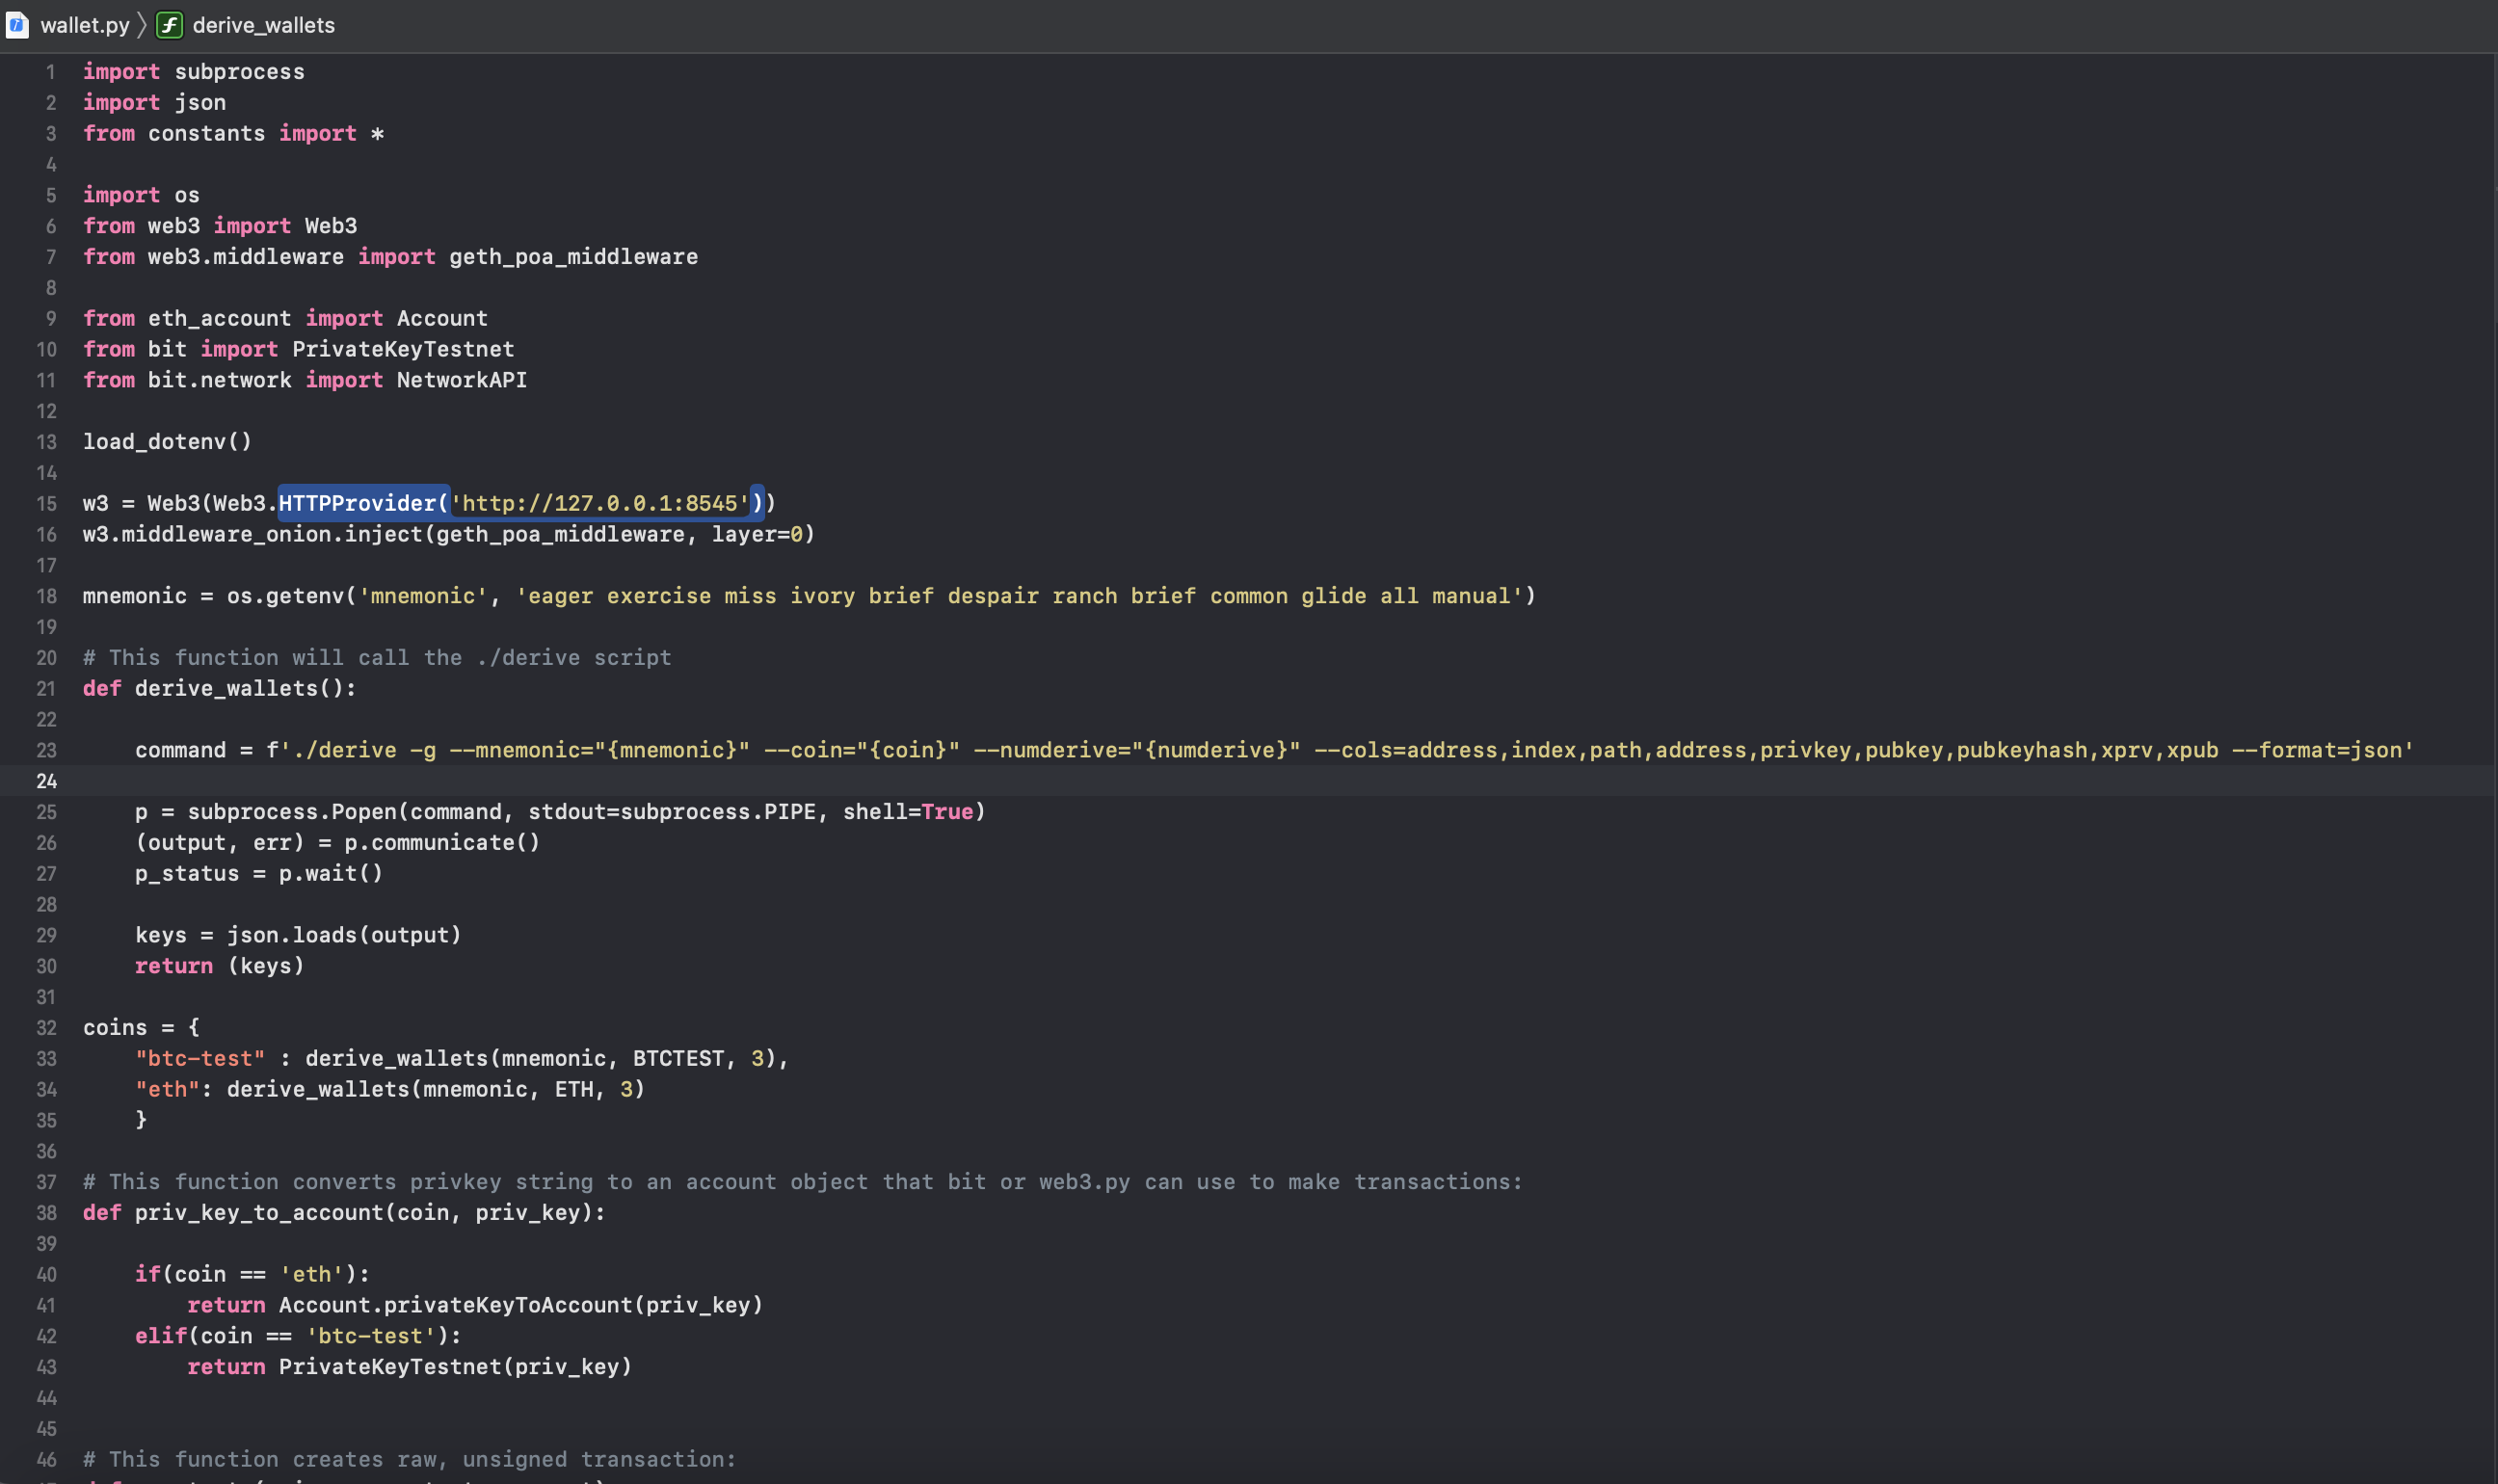 wallet.py 〉 derive_wallets
1 import subprocess
2 import json
3 from constants import *
4
5 import os
6 from web3 import Web3
7 from web3.middleware import geth_poa_middleware
8
9 from eth_account import Account
10 from bit import PrivateKeyTestnet
11 from bit.network import NetworkAPI
12
13 load_dotenv()
14
15 w3 = Web3(Web3.HTTPProvider('http://127.0.0.1:8545'))
16 w3.middleware_onion.inject(geth_poa_middleware, layer=0)
17
18 mnemonic = os.getenv('mnemonic', 'eager exercise miss ivory brief despair ranch brief common glide all manual')
19
20 # This function will call the ./derive script
21 def derive_wallets():
22
23     command = f'./derive -g --mnemonic="{mnemonic}" --coin="{coin}" --numderive="{numderive}" --cols=address,index,path,address,privkey,pubkey,pubkeyhash,xprv,xpub --format=json'
24
25     p = subprocess.Popen(command, stdout=subprocess.PIPE, shell=True)
26     (output, err) = p.communicate()
27     p_status = p.wait()
28
29     keys = json.loads(output)
30     return (keys)
31
32 coins = {
33     "btc-test" : derive_wallets(mnemonic, BTCTEST, 3),
34     "eth": derive_wallets(mnemonic, ETH, 3)
35     }
36
37 # This function converts privkey string to an account object that bit or web3.py can use to make transactions:
38 def priv_key_to_account(coin, priv_key):
39
40     if(coin == 'eth'):
41         return Account.privateKeyToAccount(priv_key)
42     elif(coin == 'btc-test'):
43         return PrivateKeyTestnet(priv_key)
44
45
46 # This function creates raw, unsigned transaction: